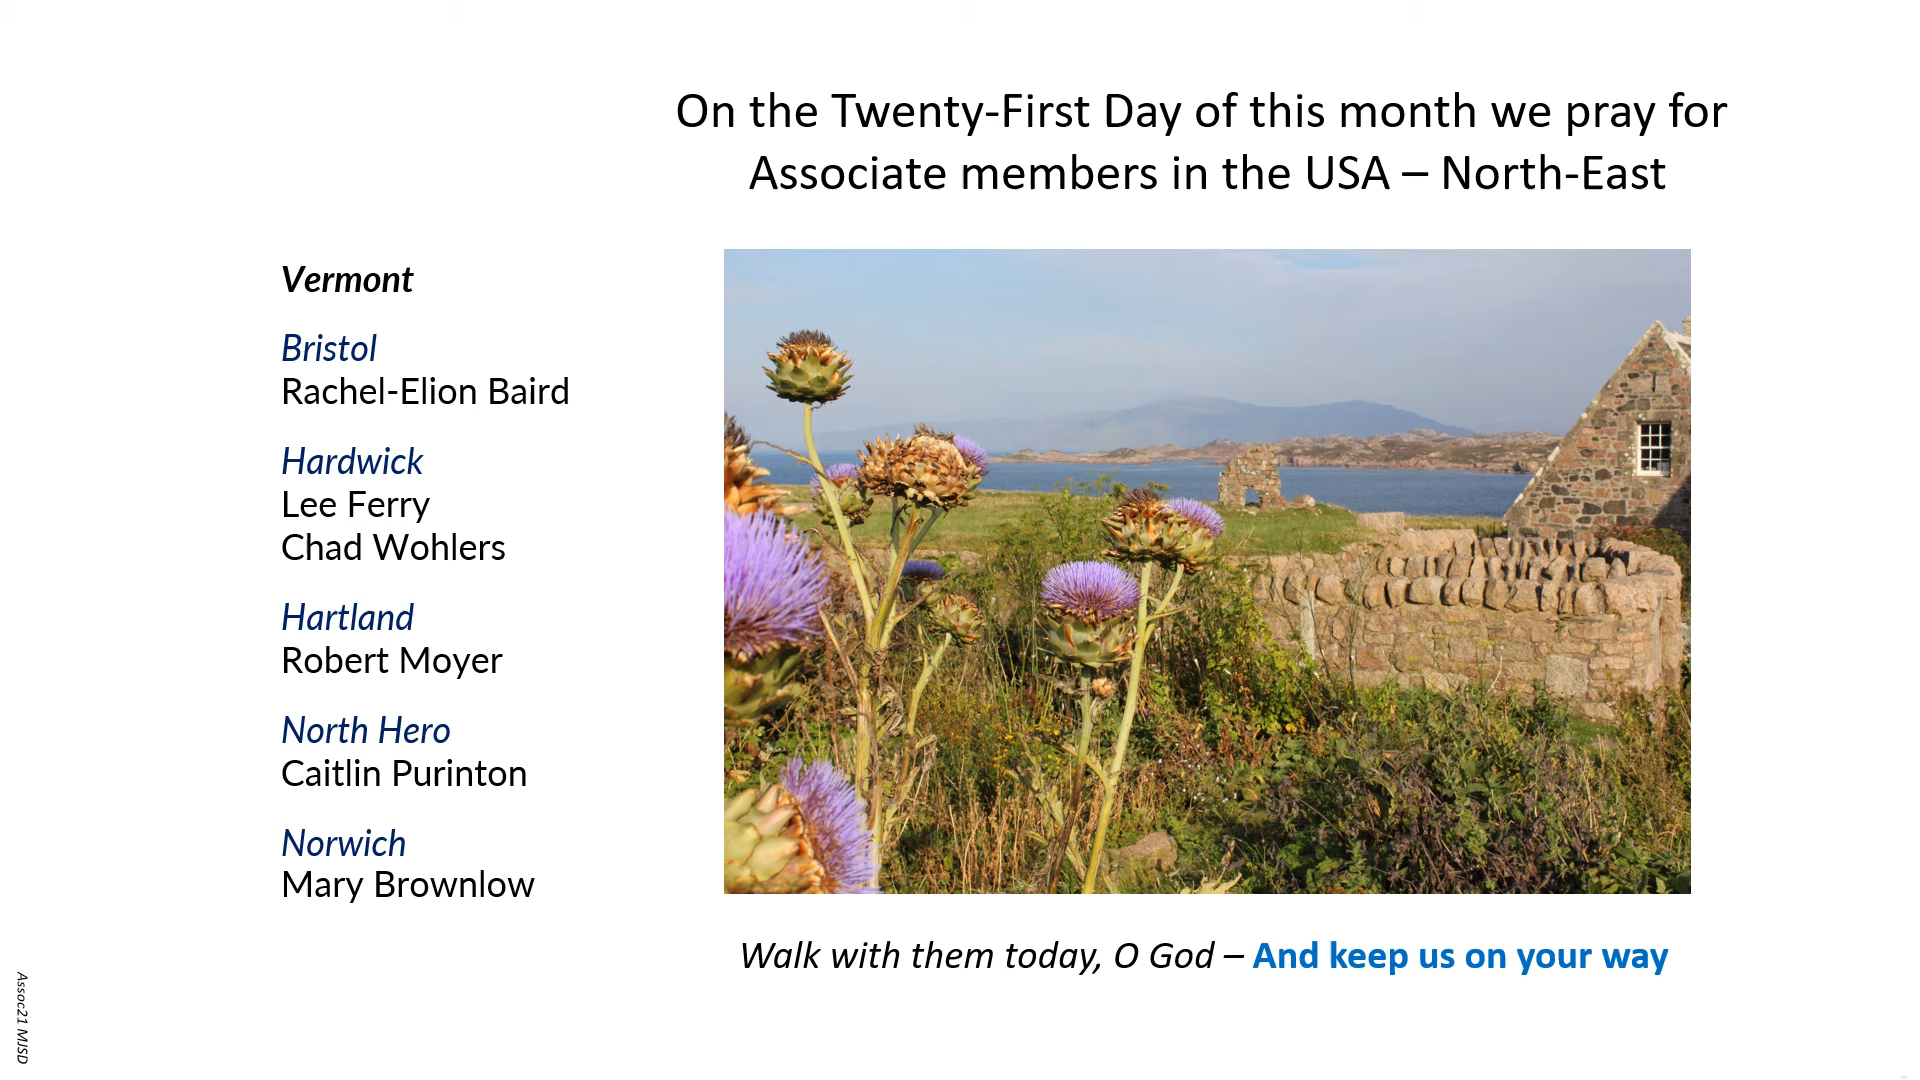 On the Twenty-First Day of this month we pray for
Associate members in the USA – North-East
Vermont
Bristol
Rachel-Elion Baird
Hardwick
Lee Ferry
Chad Wohlers
Hartland
Robert Moyer
North Hero
Caitlin Purinton
Norwich
Mary Brownlow
Walk with them today, O God – And keep us on your way
Assoc21 MJSD